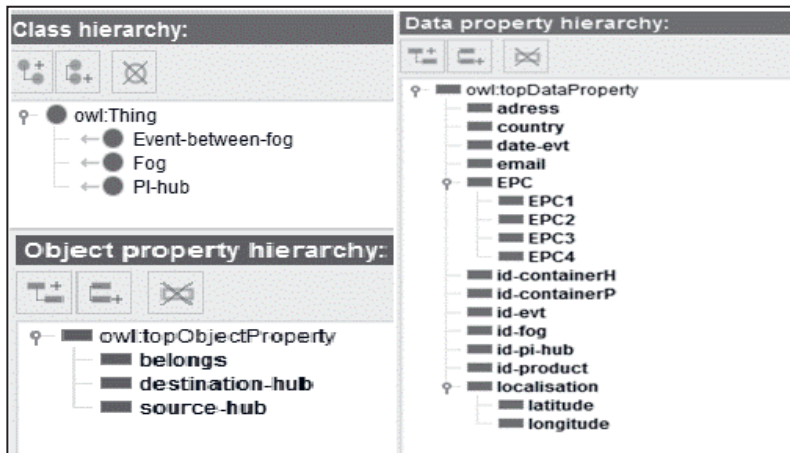 Class hierarchy:
owl:Thing
Event-between-fog
Fog
PI-hub
Object property hierarchy:
owl:topObjectProperty
belongs
destination-hub
source-hub
Data property hierarchy:
owl:topDataProperty
adress
country
date-evt
email
EPC
EPC1
EPC2
EPC3
EPC4
id-containerH
id-containerP
id-evt
id-fog
id-pi-hub
id-product
localisation
latitude
longitude